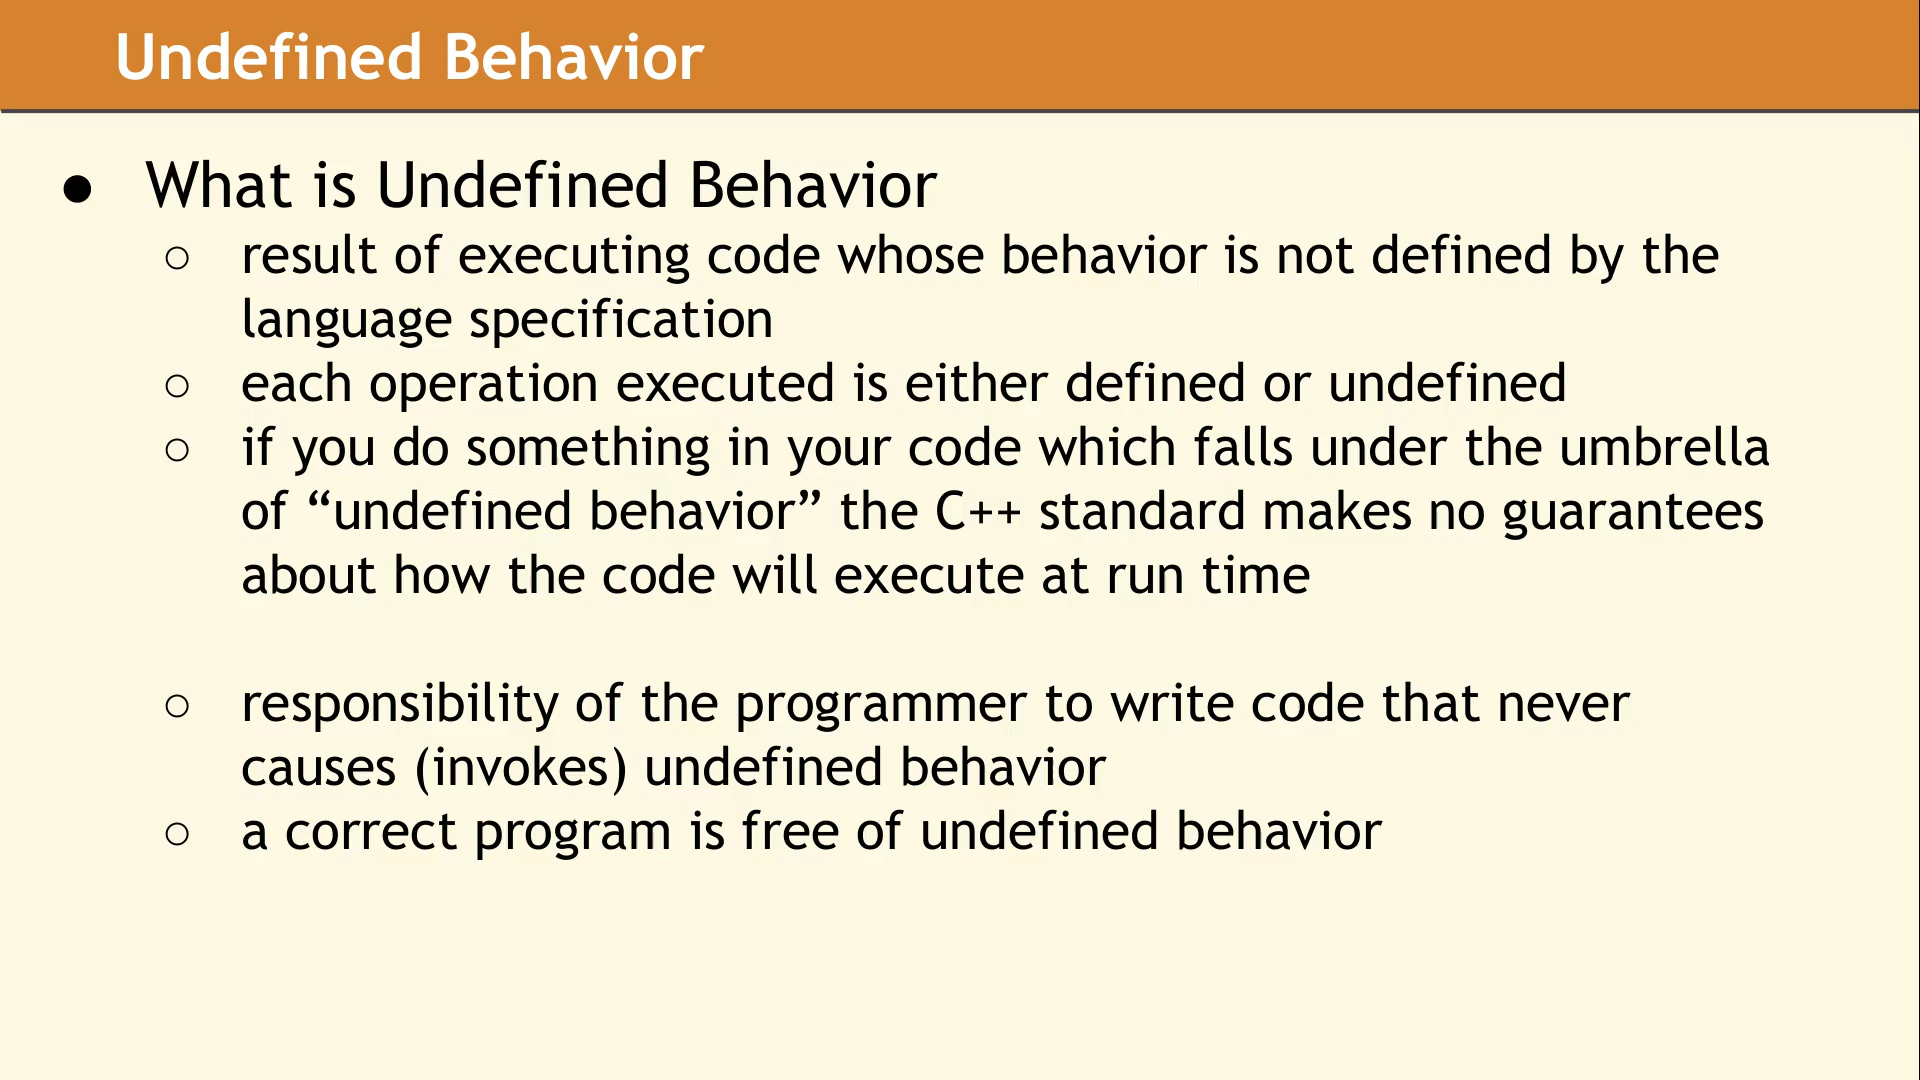 Undefined Behavior
● What is Undefined Behavior
○ result of executing code whose behavior is not defined by the
language specification
○ each operation executed is either defined or undefined
○ if you do something in your code which falls under the umbrella
of “undefined behavior” the C++ standard makes no guarantees
about how the code will execute at run time
○ responsibility of the programmer to write code that never
causes (invokes) undefined behavior
○ a correct program is free of undefined behavior